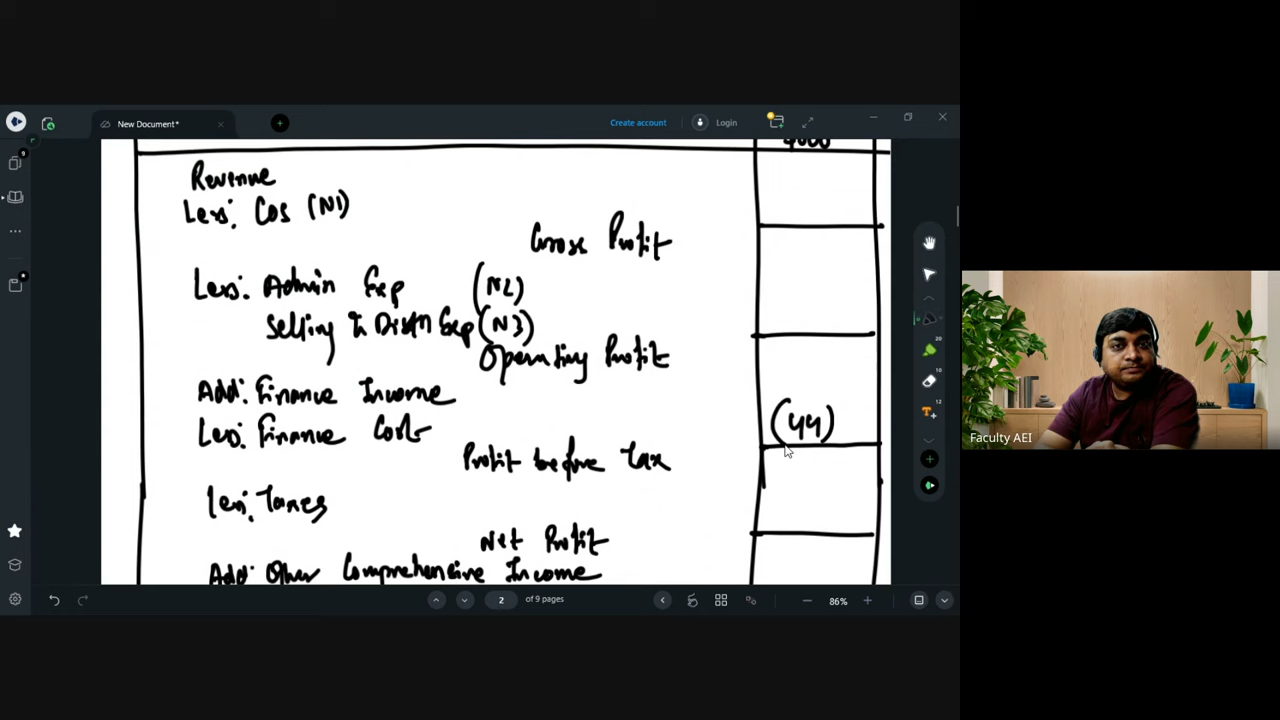 New Document*
Create account
Login
$000
Revenue
Less: Cos (N1)
Gross Profit
Less: Admin Exp (N2)
Selling & Distn Exp (N3)
Operating Profit
Add: Finance Income
Less: Finance Cost
(44)
Profit before Tax
Less: Taxes
Net Profit
Add: Other Comprehensive Income
Faculty AEI
2 of 9 pages
86%